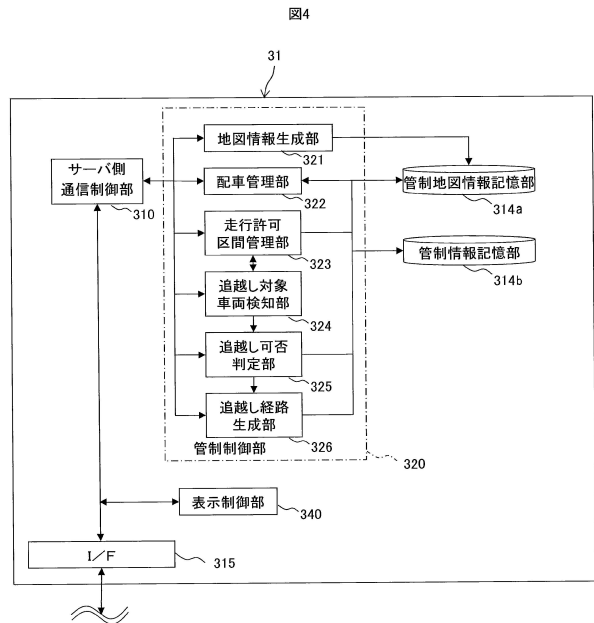 図4
31
地図情報生成部
321
サーバ側
通信制御部
310
配車管理部
322
管制地図情報記憶部
314a
走行許可
区間管理部
323
管制情報記憶部
314b
追越し対象
車両検知部
324
追越し可否
判定部
325
追越し経路
生成部
326
管制制御部
320
表示制御部
340
I/F
315